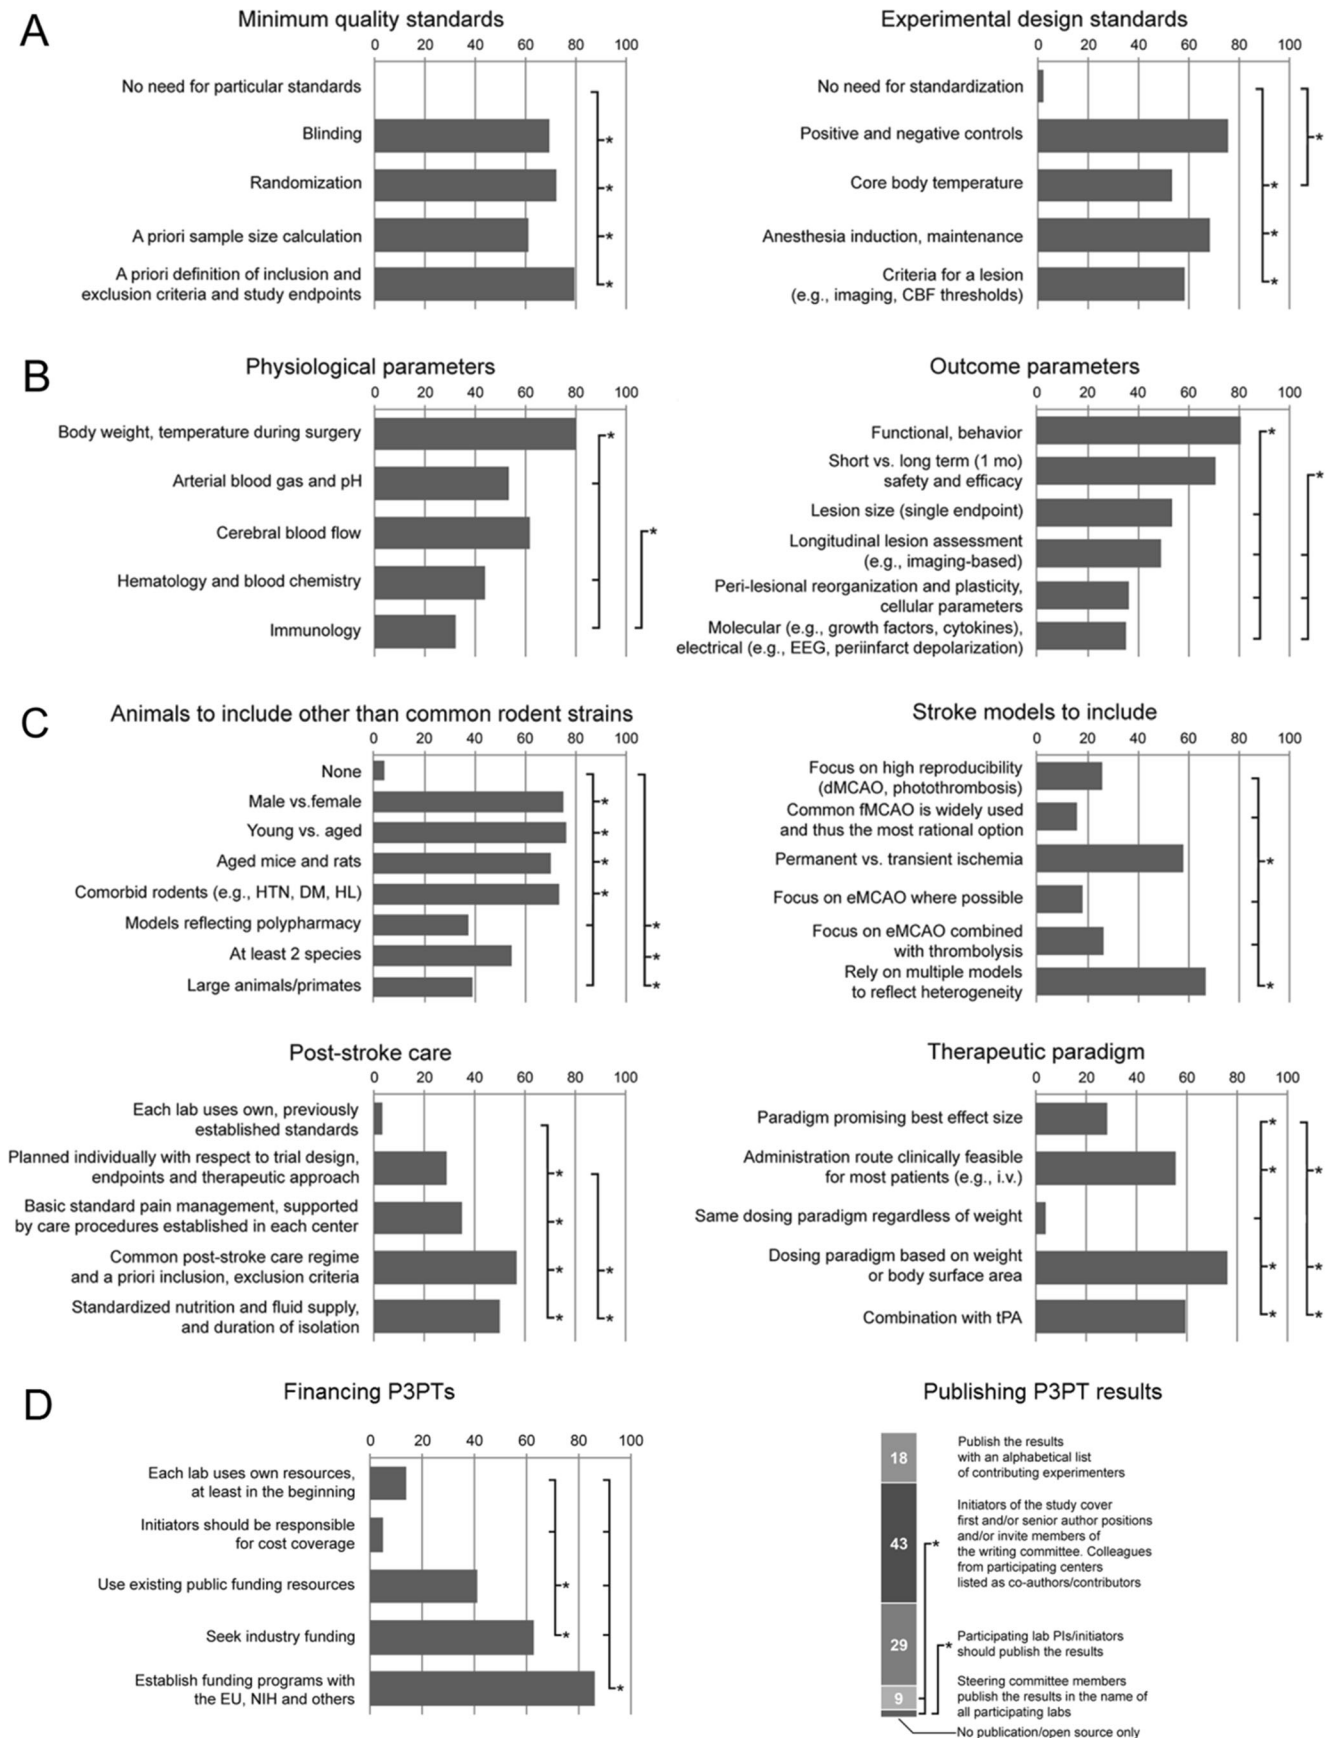 A
Minimum quality standards
0 20 40 60 80 100
No need for particular standards
Blinding
*
Randomization
*
A priori sample size calculation
*
A priori definition of inclusion and
exclusion criteria and study endpoints
*
Experimental design standards
0 20 40 60 80 100
No need for standardization
Positive and negative controls
*
Core body temperature
*
Anesthesia induction, maintenance
*
Criteria for a lesion
(e.g., imaging, CBF thresholds)
*
B
Physiological parameters
0 20 40 60 80 100
Body weight, temperature during surgery
*
Arterial blood gas and pH
Cerebral blood flow
*
Hematology and blood chemistry
Immunology
Outcome parameters
0 20 40 60 80 100
Functional, behavior
*
Short vs. long term (1 mo)
safety and efficacy
*
Lesion size (single endpoint)
Longitudinal lesion assessment
(e.g., imaging-based)
Peri-lesional reorganization and plasticity,
cellular parameters
Molecular (e.g., growth factors, cytokines),
electrical (e.g., EEG, periinfarct depolarization)
C
Animals to include other than common rodent strains
0 20 40 60 80 100
None
Male vs.female
*
Young vs. aged
*
Aged mice and rats
*
Comorbid rodents (e.g., HTN, DM, HL)
*
Models reflecting polypharmacy
*
At least 2 species
*
Large animals/primates
*
Stroke models to include
0 20 40 60 80 100
Focus on high reproducibility
(dMCAO, photothrombosis)
Common fMCAO is widely used
and thus the most rational option
Permanent vs. transient ischemia
*
Focus on eMCAO where possible
Focus on eMCAO combined
with thrombolysis
Rely on multiple models
to reflect heterogeneity
*
Post-stroke care
0 20 40 60 80 100
Each lab uses own, previously
established standards
Planned individually with respect to trial design,
endpoints and therapeutic approach
*
Basic standard pain management, supported
by care procedures established in each center
*
Common post-stroke care regime
and a priori inclusion, exclusion criteria
* *
Standardized nutrition and fluid supply,
and duration of isolation
* *
Therapeutic paradigm
0 20 40 60 80 100
Paradigm promising best effect size
*
Administration route clinically feasible
for most patients (e.g., i.v.)
* *
Same dosing paradigm regardless of weight
Dosing paradigm based on weight
or body surface area
* *
Combination with tPA
* *
D
Financing P3PTs
0 20 40 60 80 100
Each lab uses own resources,
at least in the beginning
Initiators should be responsible
for cost coverage
Use existing public funding resources
*
Seek industry funding
*
Establish funding programs with
the EU, NIH and others
*
Publishing P3PT results
18
Publish the results
with an alphabetical list
of contributing experimenters
43
*
Initiators of the study cover
first and/or senior author positions
and/or invite members of
the writing committee. Colleagues
from participating centers
listed as co-authors/contributors
29
*
Participating lab PIs/initiators
should publish the results
9
Steering committee members
publish the results in the name of
all participating labs
No publication/open source only